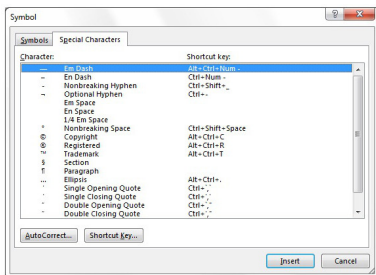 Symbol
Symbols Special Characters
Character: Shortcut key:
— Em Dash Alt+Ctrl+Num -
– En Dash Ctrl+Num -
- Nonbreaking Hyphen Ctrl+Shift+_
¬ Optional Hyphen Ctrl+-
Em Space
En Space
1/4 Em Space
° Nonbreaking Space Ctrl+Shift+Space
© Copyright Alt+Ctrl+C
® Registered Alt+Ctrl+R
™ Trademark Alt+Ctrl+T
§ Section
¶ Paragraph
… Ellipsis Alt+Ctrl+.
‘ Single Opening Quote Ctrl+`,`
’ Single Closing Quote Ctrl+','
“ Double Opening Quote Ctrl+`,"
” Double Closing Quote Ctrl+',"
AutoCorrect... Shortcut Key...
Insert Cancel